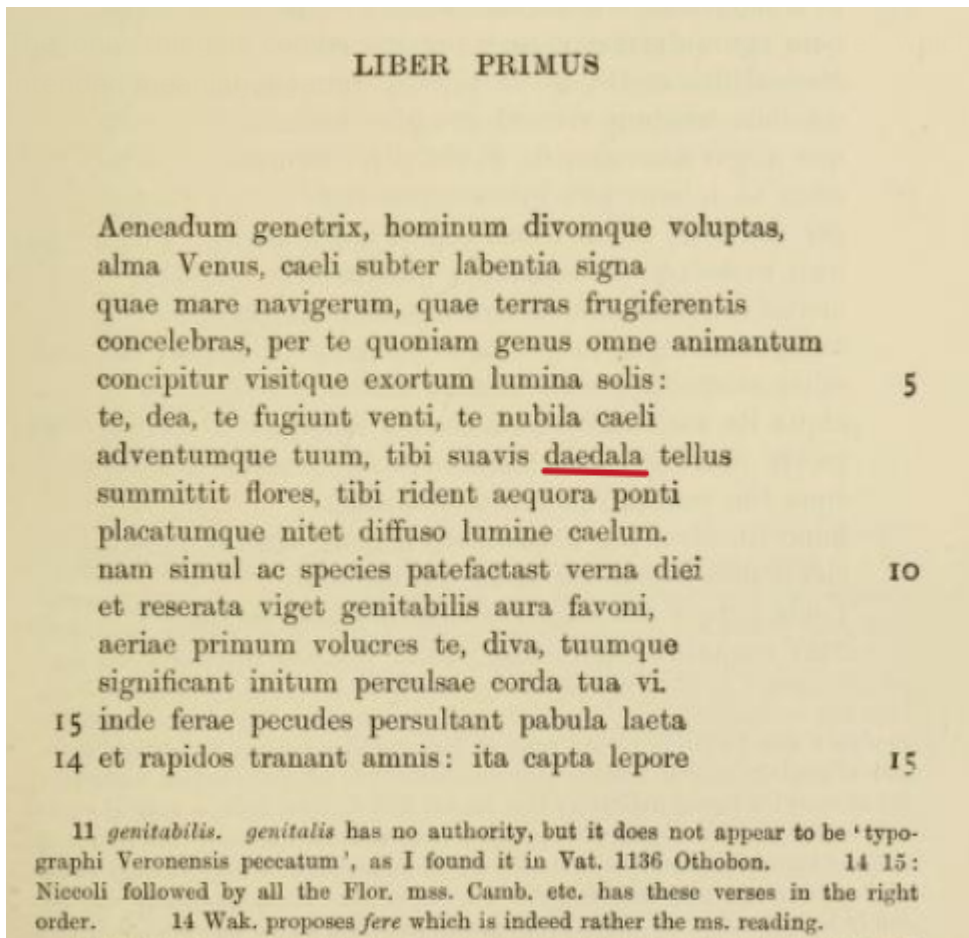 LIBER PRIMUS
Aeneadum genetrix, hominum divomque voluptas,
alma Venus, caeli subter labentia signa
quae mare navigerum, quae terras frugiferentis
concelebras, per te quoniam genus omne animantum
concipitur visitque exortum lumina solis: 5
te, dea, te fugiunt venti, te nubila caeli
adventumque tuum, tibi suavis daedala tellus
summittit flores, tibi rident aequora ponti
placatumque nitet diffuso lumine caelum.
nam simul ac species patefactast verna diei 10
et reserata viget genitabilis aura favoni,
aeriae primum volucres te, diva, tuumque
significant initum perculsae corda tua vi.
15 inde ferae pecudes persultant pabula laeta
14 et rapidos tranant amnis: ita capta lepore 15
11 genitabilis. genitalis has no authority, but it does not appear to be 'typo-
graphi Veronensis peccatum', as I found it in Vat. 1136 Othobon. 14 15:
Niccoli followed by all the Flor. mss. Camb. etc. has these verses in the right
order. 14 Wak. proposes fere which is indeed rather the ms. reading.